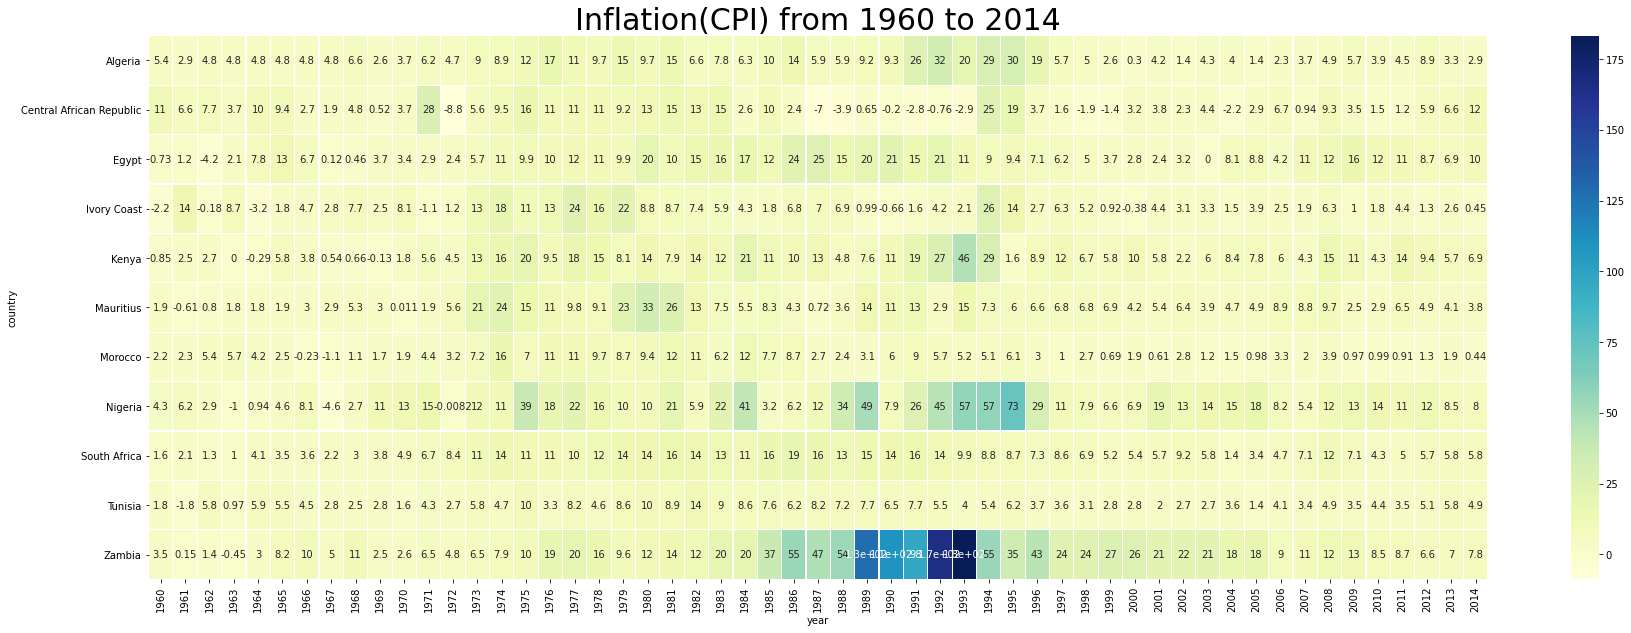 Inflation(CPI) from 1960 to 2014
Algeria 5.4 2.9 4.8 4.8 4.8 4.8 4.8 4.8 6.6 2.6 3.7 6.2 4.7 9 8.9 12 17 11 9.7 15 9.7 15 6.6 7.8 6.3 10 14 5.9 5.9 9.2 9.3 26 32 20 29 30 19 5.7 5 2.6 0.3 4.2 1.4 4.3 4 1.4 2.3 3.7 4.9 5.7 3.9 4.5 8.9 3.3 2.9
Central African Republic 11 6.6 7.7 3.7 10 9.4 2.7 1.9 4.8 0.52 3.7 28 -8.8 5.6 9.5 16 11 11 11 9.2 13 15 13 15 2.6 10 2.4 -7 -3.9 0.65 -0.2 -2.8 -0.76 -2.9 25 19 3.7 1.6 -1.9 -1.4 3.2 3.8 2.3 4.4 -2.2 2.9 6.7 0.94 9.3 3.5 1.5 1.2 5.9 6.6 12
Egypt 0.73 1.2 -4.2 2.1 7.8 13 6.7 0.12 0.46 3.7 3.4 2.9 2.4 5.7 11 9.9 10 12 11 9.9 20 10 15 16 17 12 24 25 15 20 21 15 21 11 9 9.4 7.1 6.2 5 3.7 2.8 2.4 3.2 0 8.1 8.8 4.2 11 12 16 12 11 8.7 6.9 10
Ivory Coast -2.2 14 -0.18 8.7 -3.2 1.8 4.7 2.8 7.7 2.5 8.1 -1.1 1.2 13 18 11 13 24 16 22 8.8 8.7 7.4 5.9 4.3 1.8 6.8 7 6.9 0.99 -0.66 1.6 4.2 2.1 26 14 2.7 6.3 5.2 0.92 -0.38 4.4 3.1 3.3 1.5 3.9 2.5 1.9 6.3 1 1.8 4.4 1.3 2.6 0.45
Kenya 0.85 2.5 2.7 0 -0.29 5.8 3.8 0.54 0.66 -0.13 1.8 5.6 4.5 13 16 20 9.5 18 15 8.1 14 7.9 14 12 21 11 10 13 4.8 7.6 11 19 27 46 29 1.6 8.9 12 6.7 5.8 10 5.8 2.2 6 8.4 7.8 6 4.3 15 11 4.3 14 9.4 5.7 6.9
country
Mauritius 1.9 -0.61 0.8 1.8 1.8 1.9 3 2.9 5.3 3 0.011 1.9 5.6 21 24 15 11 9.8 9.1 23 33 26 13 7.5 5.5 8.3 4.3 0.72 3.6 14 11 13 2.9 15 7.3 6 6.6 6.8 6.8 6.9 4.2 5.4 6.4 3.9 4.7 4.9 8.9 8.8 9.7 2.5 2.9 6.5 4.9 4.1 3.8
Morocco 2.2 2.3 5.4 5.7 4.2 2.5 -0.23 -1.1 1.1 1.7 1.9 4.4 3.2 7.2 16 7 11 11 9.7 8.7 9.4 12 11 6.2 12 7.7 8.7 2.7 2.4 3.1 6 9 5.7 5.2 5.1 6.1 3 1 2.7 0.69 1.9 0.61 2.8 1.2 1.5 0.98 3.3 2 3.9 0.97 0.99 0.91 1.3 1.9 0.44
Nigeria 4.3 6.2 2.9 -1 0.94 4.6 8.1 -4.6 2.7 11 13 15 -0.0082 12 11 39 18 22 16 10 10 21 5.9 22 41 3.2 6.2 12 34 49 7.9 26 45 57 57 73 29 11 7.9 6.6 6.9 19 13 14 15 18 8.2 5.4 12 13 14 11 12 8.5 8
South Africa 1.6 2.1 1.3 1 4.1 3.5 3.6 2.2 3 3.8 4.9 6.7 8.4 11 14 11 11 10 12 14 14 16 14 13 11 16 19 16 13 15 14 16 14 9.9 8.8 8.7 7.3 8.6 6.9 5.2 5.4 5.7 9.2 5.8 1.4 3.4 4.7 7.1 12 7.1 4.3 5 5.7 5.8 5.8
Tunisia 1.8 -1.8 5.8 0.97 5.9 5.5 4.5 2.8 2.5 2.8 1.6 4.3 2.7 5.8 4.7 10 3.3 8.2 4.6 8.6 10 8.9 14 9 8.6 7.6 6.2 8.2 7.2 7.7 6.5 7.7 5.5 4 5.4 6.2 3.7 3.6 3.1 2.8 2.8 2 2.7 2.7 3.6 1.4 4.1 3.4 4.9 3.5 4.4 3.5 5.1 5.8 4.9
Zambia 3.5 0.15 1.4 -0.45 3 8.2 10 5 11 2.5 2.6 6.5 4.8 6.5 7.9 10 19 20 16 9.6 12 14 12 20 20 37 55 47 54 98 55 35 43 24 24 27 26 21 22 21 18 18 9 11 12 13 8.5 8.7 6.6 7 7.8
1960 1961 1962 1963 1964 1965 1966 1967 1968 1969 1970 1971 1972 1973 1974 1975 1976 1977 1978 1979 1980 1981 1982 1983 1984 1985 1986 1987 1988 1989 1990 1991 1992 1993 1994 1995 1996 1997 1998 1999 2000 2001 2002 2003 2004 2005 2006 2007 2008 2009 2010 2011 2012 2013 2014
year
175
150
125
100
75
50
25
0